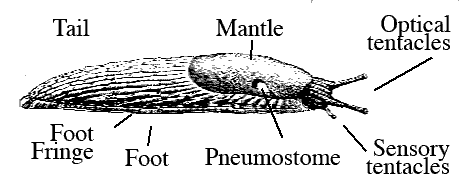 Tail
Mantle
Optical
tentacles
Foot
Fringe
Foot
Pneumostome
Sensory
tentacles